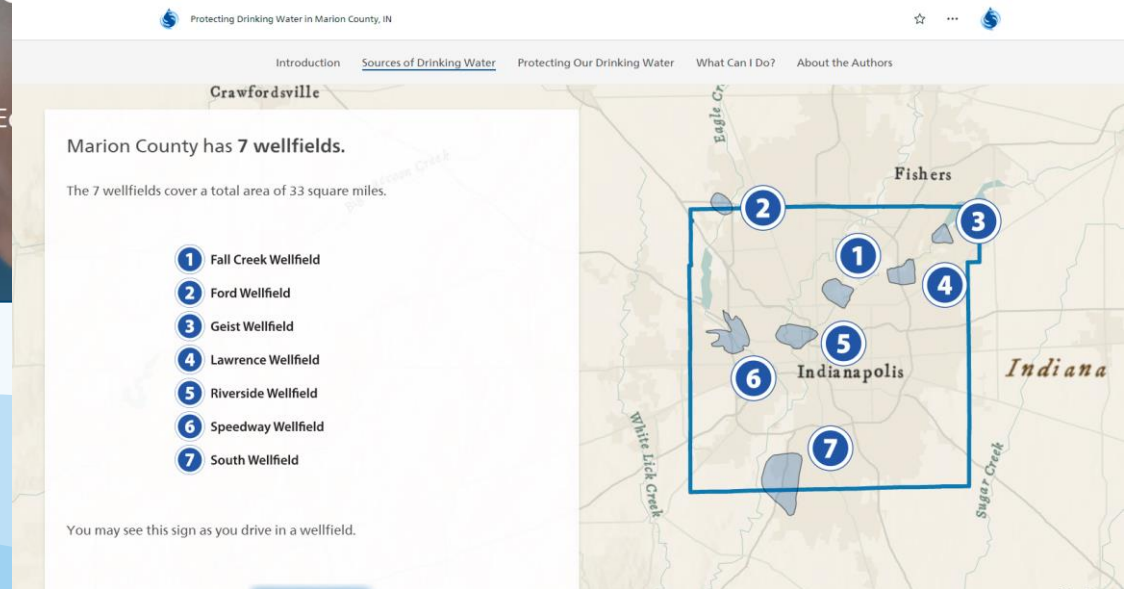 Protecting Drinking Water in Marion County, IN
Introduction
Sources of Drinking Water
Protecting Our Drinking Water
What Can I Do?
About the Authors
Marion County has 7 wellfields.
The 7 wellfields cover a total area of 33 square miles.
1 Fall Creek Wellfield
2 Ford Wellfield
3 Geist Wellfield
4 Lawrence Wellfield
5 Riverside Wellfield
6 Speedway Wellfield
7 South Wellfield
You may see this sign as you drive in a wellfield.
Crawfordsville
Fishers
2
3
1
4
5
Indianapolis
Indiana
6
7
White Lick Creek
Sugar Creek